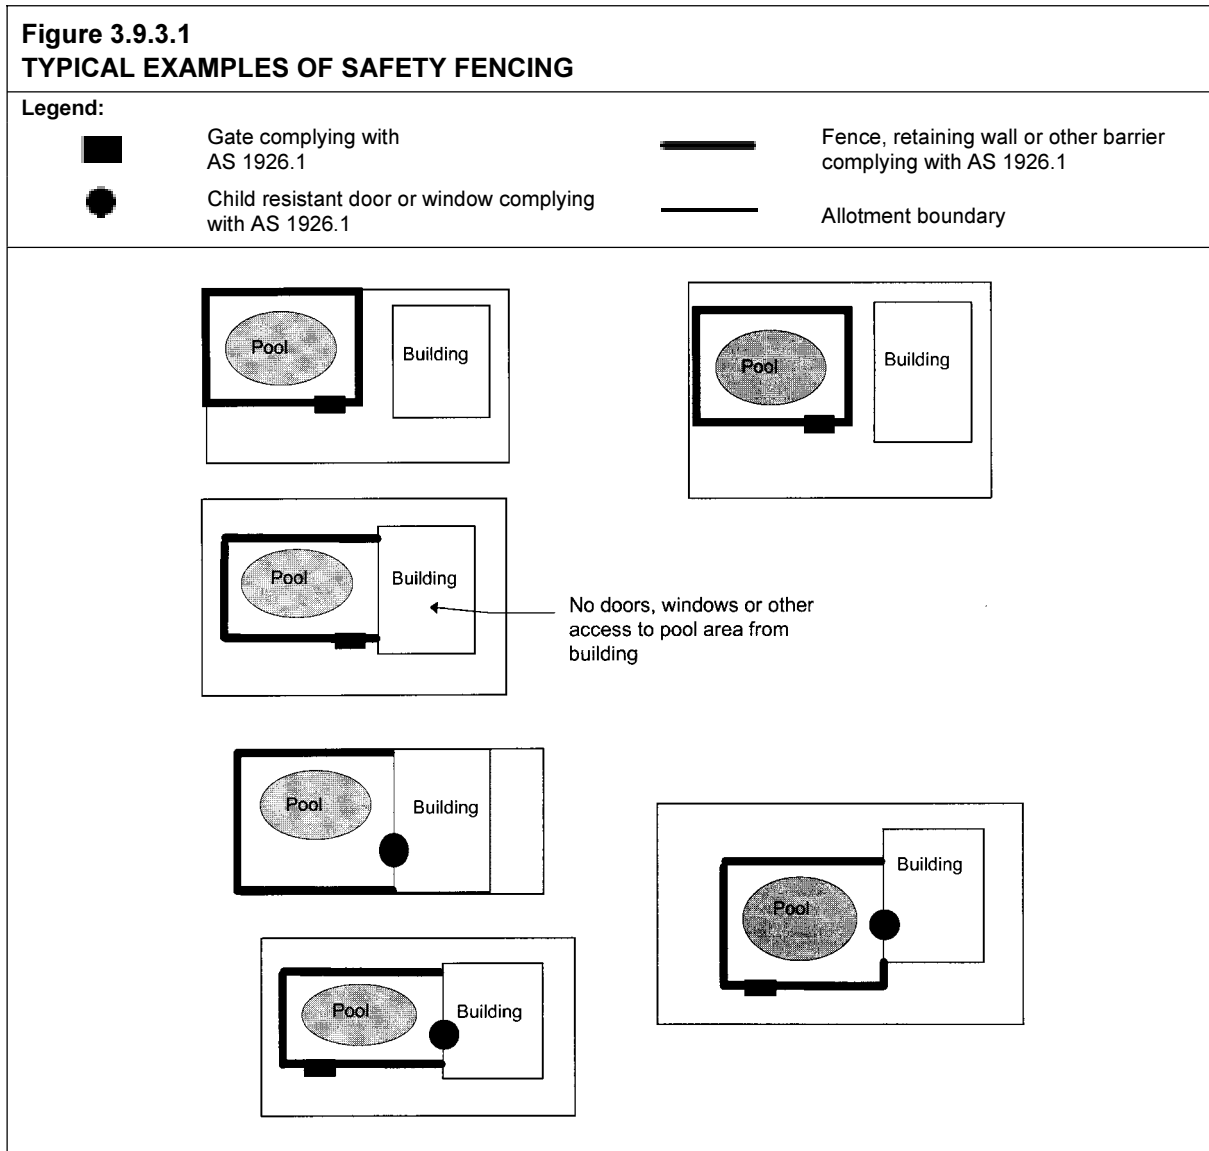 Figure 3.9.3.1
TYPICAL EXAMPLES OF SAFETY FENCING
Legend:
Gate complying with
AS 1926.1
Fence, retaining wall or other barrier
complying with AS 1926.1
Child resistant door or window complying
with AS 1926.1
Allotment boundary
Pool
Building
Pool
Building
Pool
Building
No doors, windows or other
access to pool area from
building
Pool
Building
Pool
Building
Pool
Building